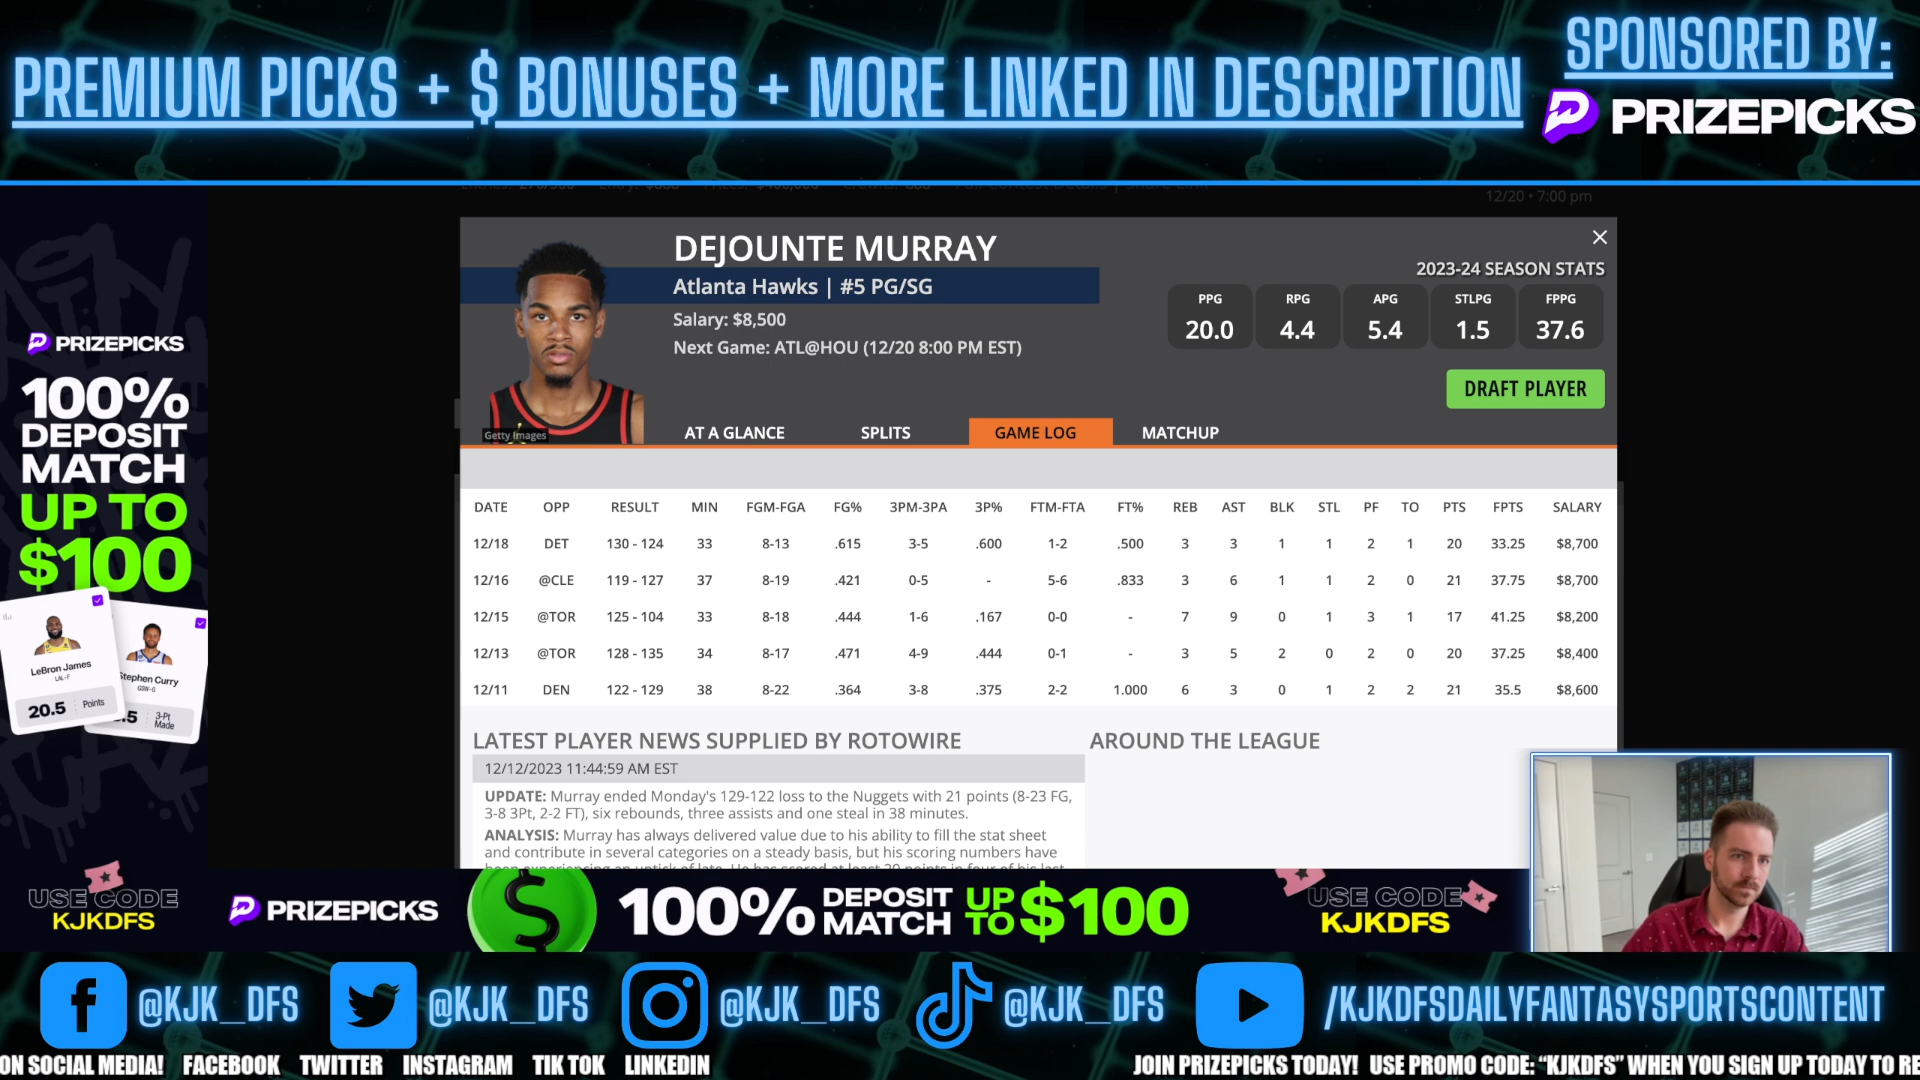 PREMIUM PICKS + $ BONUSES + MORE LINKED IN DESCRIPTION
SPONSORED BY:
PRIZEPICKS
12/20 • 7:00 pm
DEJOUNTE MURRAY
Atlanta Hawks | #5 PG/SG
Salary: $8,500
Next Game: ATL@HOU (12/20 8:00 PM EST)
2023-24 SEASON STATS
PPG RPG APG STLPG FPPG
20.0 4.4 5.4 1.5 37.6
DRAFT PLAYER
Getty Images
AT A GLANCE SPLITS GAME LOG MATCHUP
DATE OPP RESULT MIN FGM-FGA FG% 3PM-3PA 3P% FTM-FTA FT% REB AST BLK STL PF TO PTS FPTS SALARY
12/18 DET 130 - 124 33 8-13 .615 3-5 .600 1-2 .500 3 3 1 1 2 1 20 33.25 $8,700
12/16 @CLE 119 - 127 37 8-19 .421 0-5 - 5-6 .833 3 6 1 1 2 0 21 37.75 $8,700
12/15 @TOR 125 - 104 33 8-18 .444 1-6 .167 0-0 - 7 9 0 1 3 1 17 41.25 $8,200
12/13 @TOR 128 - 135 34 8-17 .471 4-9 .444 0-1 - 3 5 2 0 2 0 20 37.25 $8,400
12/11 DEN 122 - 129 38 8-22 .364 3-8 .375 2-2 1.000 6 3 0 1 2 2 21 35.5 $8,600
LATEST PLAYER NEWS SUPPLIED BY ROTOWIRE
12/12/2023 11:44:59 AM EST
UPDATE: Murray ended Monday's 129-122 loss to the Nuggets with 21 points (8-23 FG,
3-8 3Pt, 2-2 FT), six rebounds, three assists and one steal in 38 minutes.
ANALYSIS: Murray has always delivered value due to his ability to fill the stat sheet
and contribute in several categories on a steady basis, but his scoring numbers have
AROUND THE LEAGUE
PRIZEPICKS
100%
DEPOSIT
MATCH
UP TO
$100
LeBron James
LAL-F
20.5 Points
Stephen Curry
GSW-G
.5 3-Pt
Made
USE CODE
KJKDFS
PRIZEPICKS
$
100% DEPOSIT
MATCH UP
TO $100
USE CODE
KJKDFS
@KJK_DFS @KJK_DFS @KJK_DFS @KJK_DFS /KJKDFSDAILYFANTASYSPORTSCONTENT
ON SOCIAL MEDIA! FACEBOOK TWITTER INSTAGRAM TIK TOK LINKEDIN JOIN PRIZEPICKS TODAY! USE PROMO CODE: “KJKDFS” WHEN YOU SIGN UP TODAY TO RE